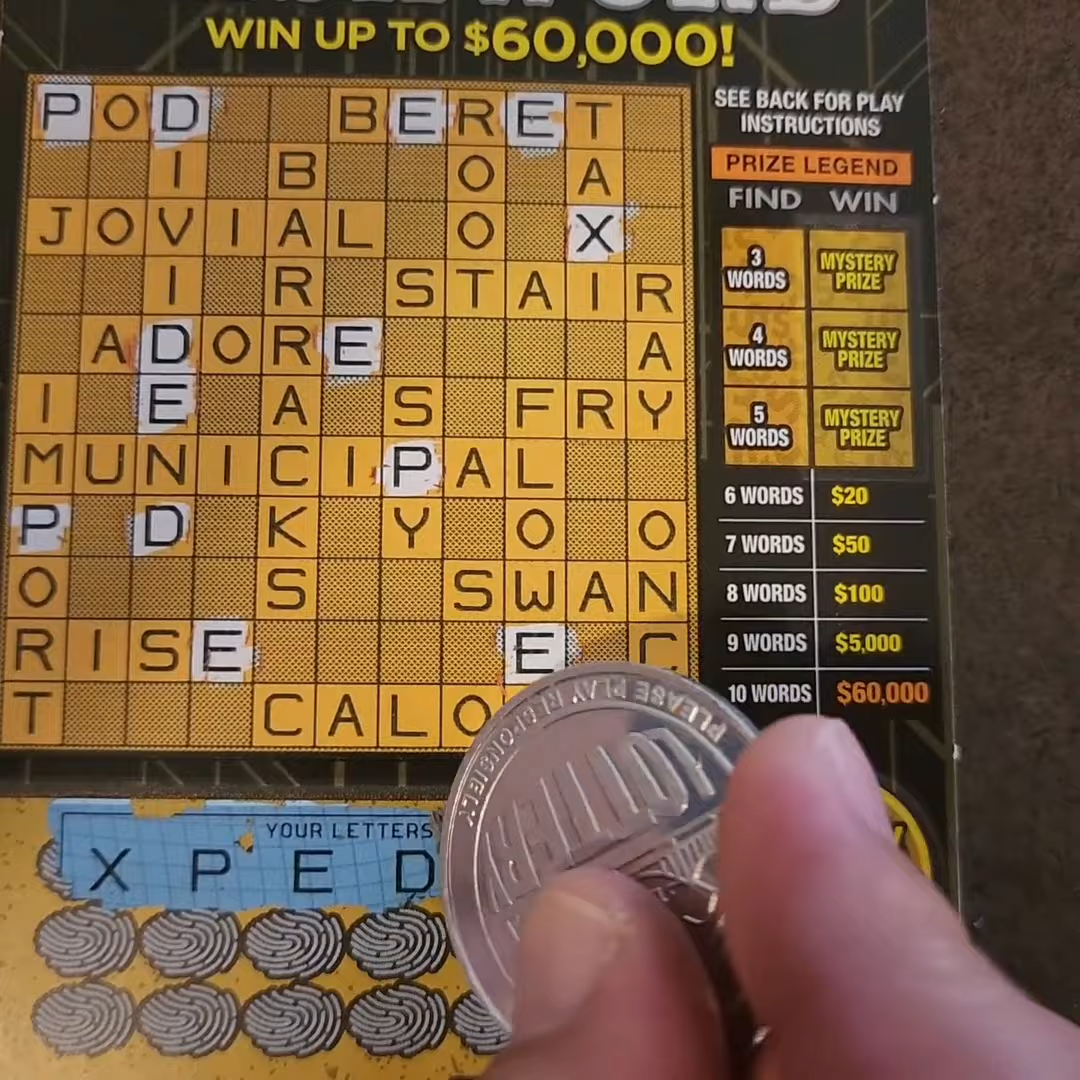 WIN UP TO $60,000!
POD BERET
I B O A
JOVIAL O X
I R STAIR
ADORE A
I E A S FRY
MUNICIPAL
P D K Y O O
O S SWAN
RISE E C
T CALO
SEE BACK FOR PLAY
INSTRUCTIONS
PRIZE LEGEND
FIND WIN
3 WORDS MYSTERY PRIZE
4 WORDS MYSTERY PRIZE
5 WORDS MYSTERY PRIZE
6 WORDS $20
7 WORDS $50
8 WORDS $100
9 WORDS $5,000
10 WORDS $60,000
YOUR LETTERS
X P E D
PLEASE PLAY RESPONSIBLY
LOTTERY